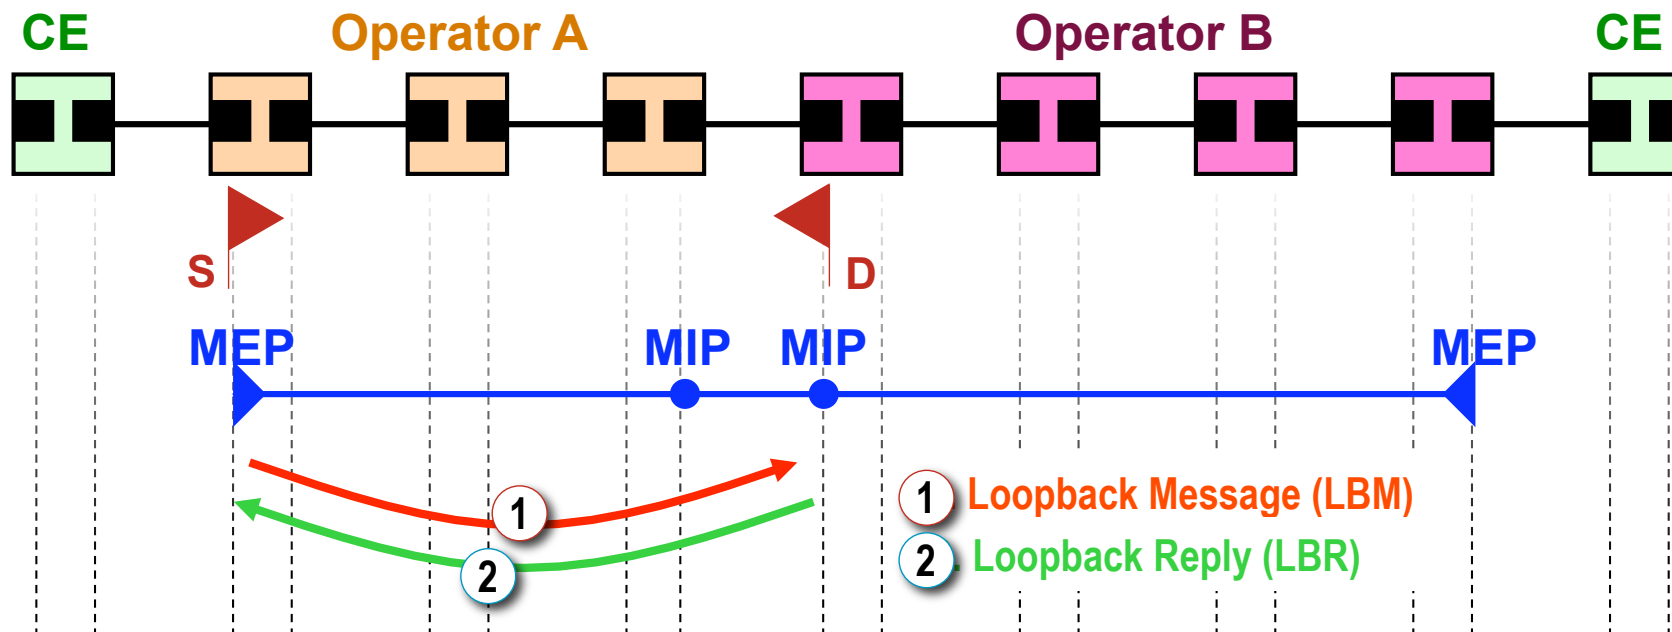 CE Operator A Operator B CE
S D
MEP MIP MIP MEP
1 Loopback Message (LBM)
1
2 . Loopback Reply (LBR)
2